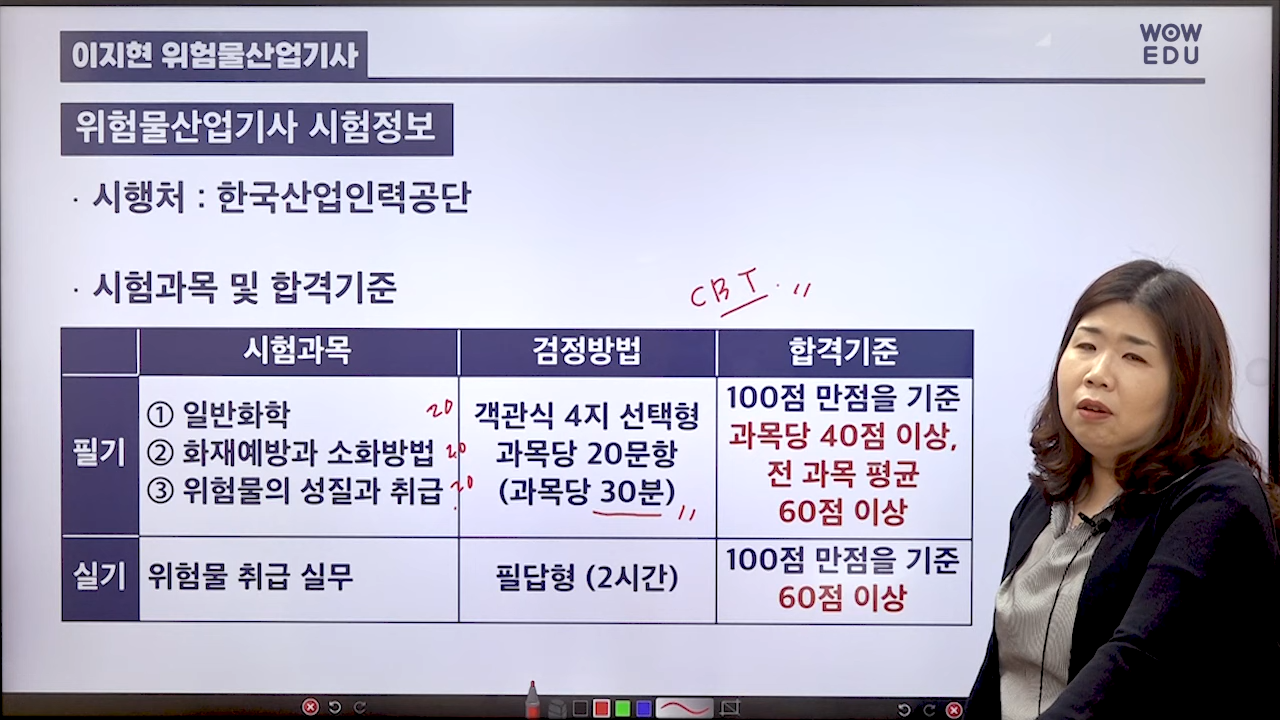 이지현 위험물산업기사
WOW
EDU
위험물산업기사 시험정보
· 시행처 : 한국산업인력공단
· 시험과목 및 합격기준
CBT.〃
시험과목 검정방법 합격기준
필기
① 일반화학 20
② 화재예방과 소화방법 20
③ 위험물의 성질과 취급 20
객관식 4지 선택형
과목당 20문항
(과목당 30분) 〃
100점 만점을 기준
과목당 40점 이상,
전 과목 평균
60점 이상
실기
위험물 취급 실무
필답형 (2시간)
100점 만점을 기준
60점 이상